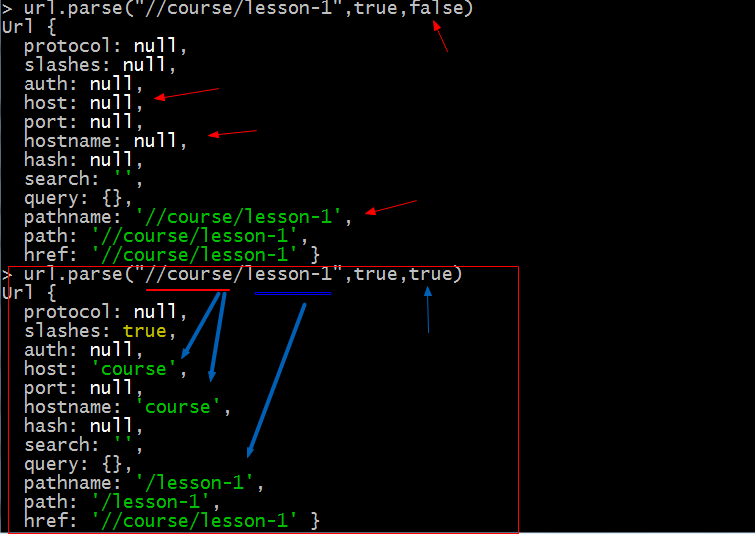 > url.parse("//course/lesson-1",true,false)
Url {
  protocol: null,
  slashes: null,
  auth: null,
  host: null,
  port: null,
  hostname: null,
  hash: null,
  search: '',
  query: {},
  pathname: '//course/lesson-1',
  path: '//course/lesson-1',
  href: '//course/lesson-1' }
> url.parse("//course/lesson-1",true,true)
Url {
  protocol: null,
  slashes: true,
  auth: null,
  host: 'course',
  port: null,
  hostname: 'course',
  hash: null,
  search: '',
  query: {},
  pathname: '/lesson-1',
  path: '/lesson-1',
  href: '//course/lesson-1' }